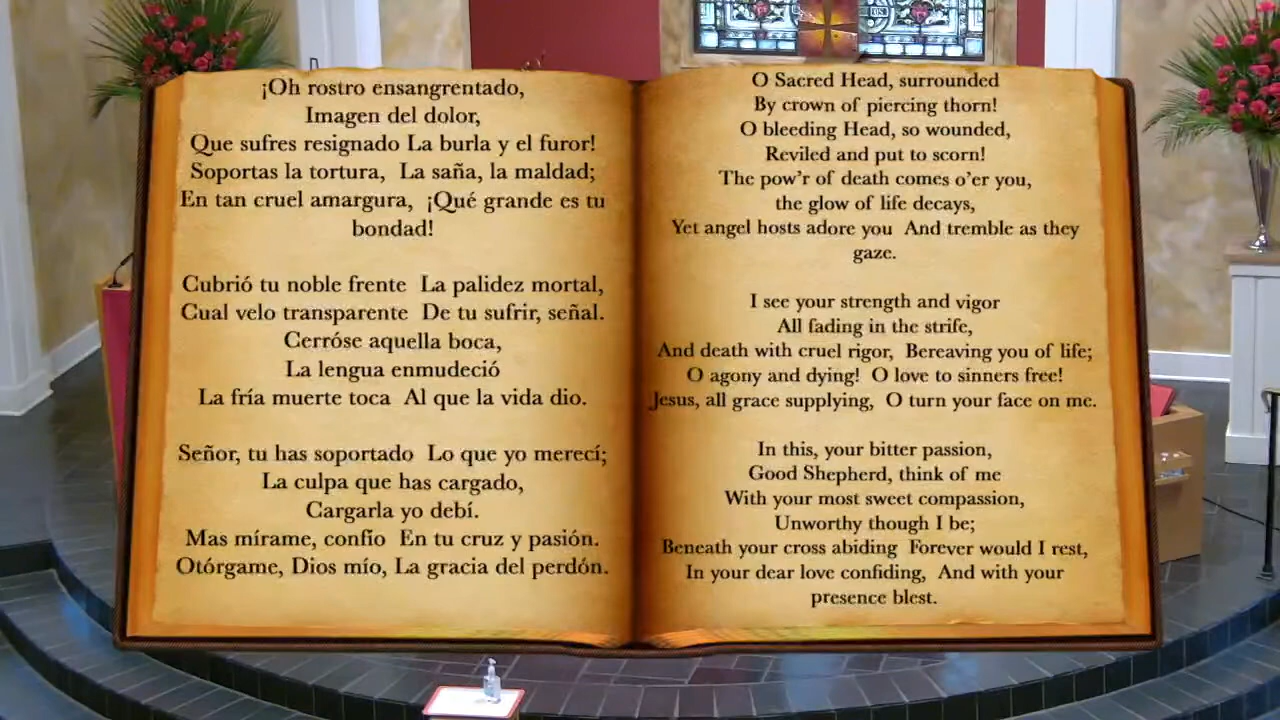 ¡Oh rostro ensangrentado,
Imagen del dolor,
Que sufres resignado La burla y el furor!
Soportas la tortura, La saña, la maldad;
En tan cruel amargura, ¡Qué grande es tu
bondad!
Cubrió tu noble frente La palidez mortal,
Cual velo transparente De tu sufrir, señal.
Cerróse aquella boca,
La lengua enmudeció
La fría muerte toca Al que la vida dio.
Señor, tu has soportado Lo que yo merecí;
La culpa que has cargado,
Cargarla yo debí.
Mas mírame, confío En tu cruz y pasión.
Otórgame, Dios mío, La gracia del perdón.
O Sacred Head, surrounded
By crown of piercing thorn!
O bleeding Head, so wounded,
Reviled and put to scorn!
The pow'r of death comes o'er you,
the glow of life decays,
Yet angel hosts adore you And tremble as they
gaze.
I see your strength and vigor
All fading in the strife,
And death with cruel rigor, Bereaving you of life;
O agony and dying! O love to sinners free!
Jesus, all grace supplying, O turn your face on me.
In this, your bitter passion,
Good Shepherd, think of me
With your most sweet compassion,
Unworthy though I be;
Beneath your cross abiding Forever would I rest,
In your dear love confiding, And with your
presence blest.